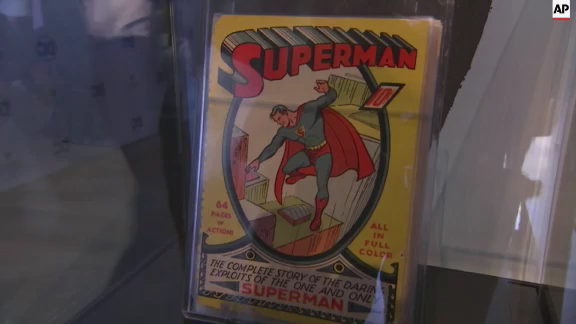 AP
SUPERMAN
64
PAGES
OF
ACTION!
ALL
IN
FULL
COLOR
THE COMPLETE STORY OF THE DARING
EXPLOITS OF THE ONE AND ONLY
SUPERMAN